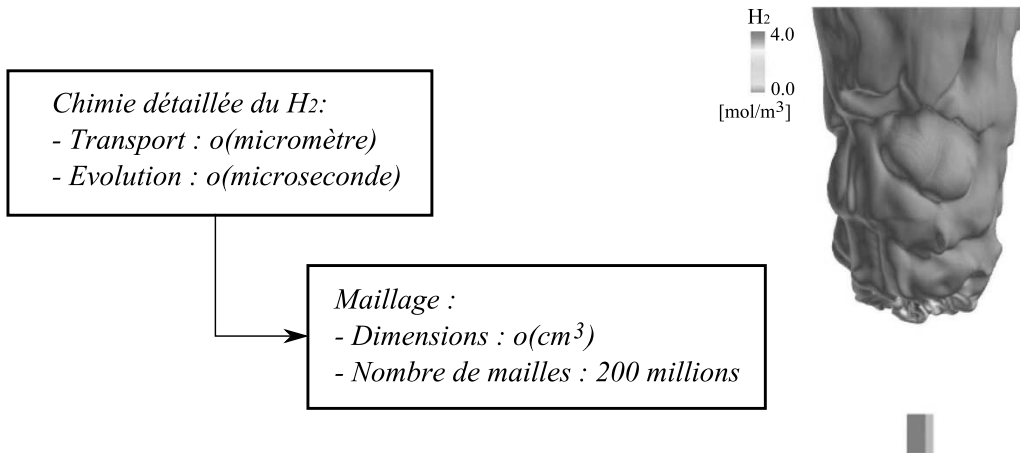 Chimie détaillée du H2:
- Transport : o(micromètre)
- Evolution : o(microseconde)
Maillage :
- Dimensions : o(cm3)
- Nombre de mailles : 200 millions
H2
4.0
0.0
[mol/m3]